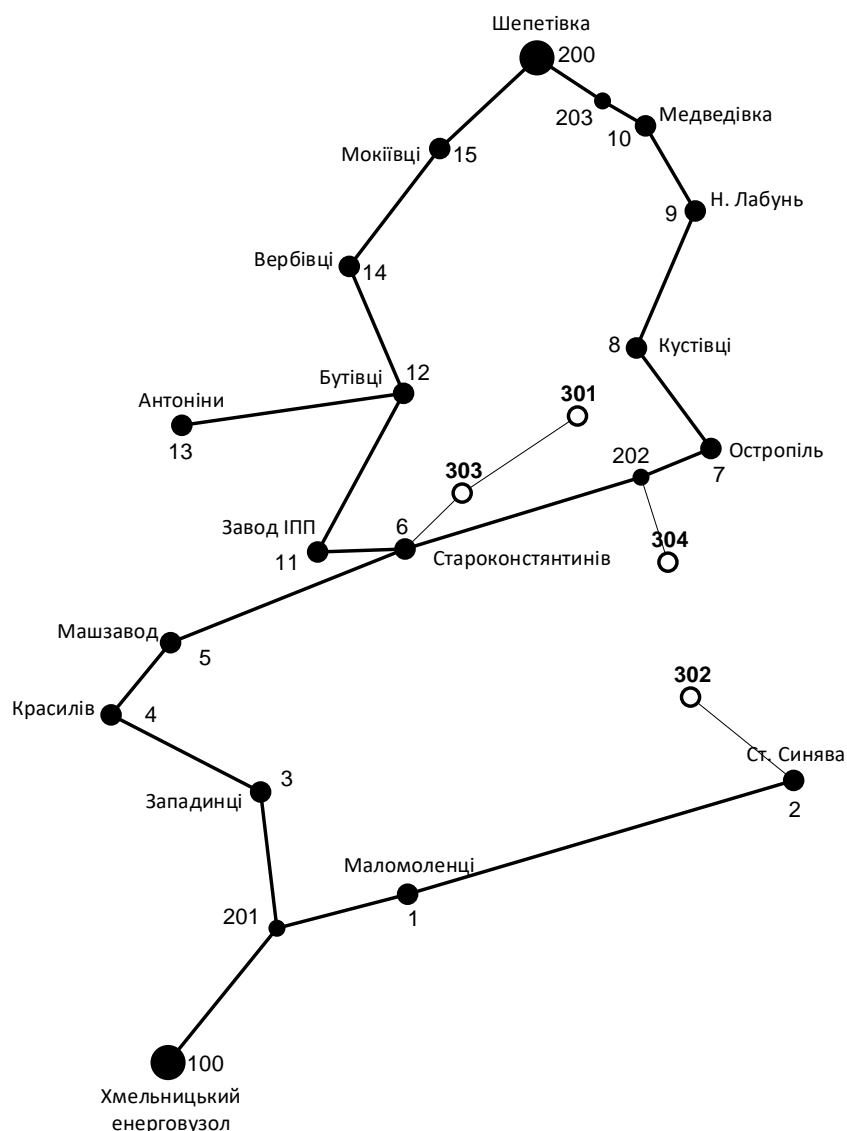 Шепетівка
200
203
Медведівка
10
Мокіївці
15
Н. Лабунь
9
Вербівці
14
8
Кустівці
Бутівці
12
Антоніни
301
13
Остропіль
202
7
303
6
Завод ІПП
304
11
Староконстянтинів
Машзавод
5
302
Красилів
4
Ст. Синява
3
Западинці
2
Маломоленці
201
1
100
Хмельницький
енерговузол